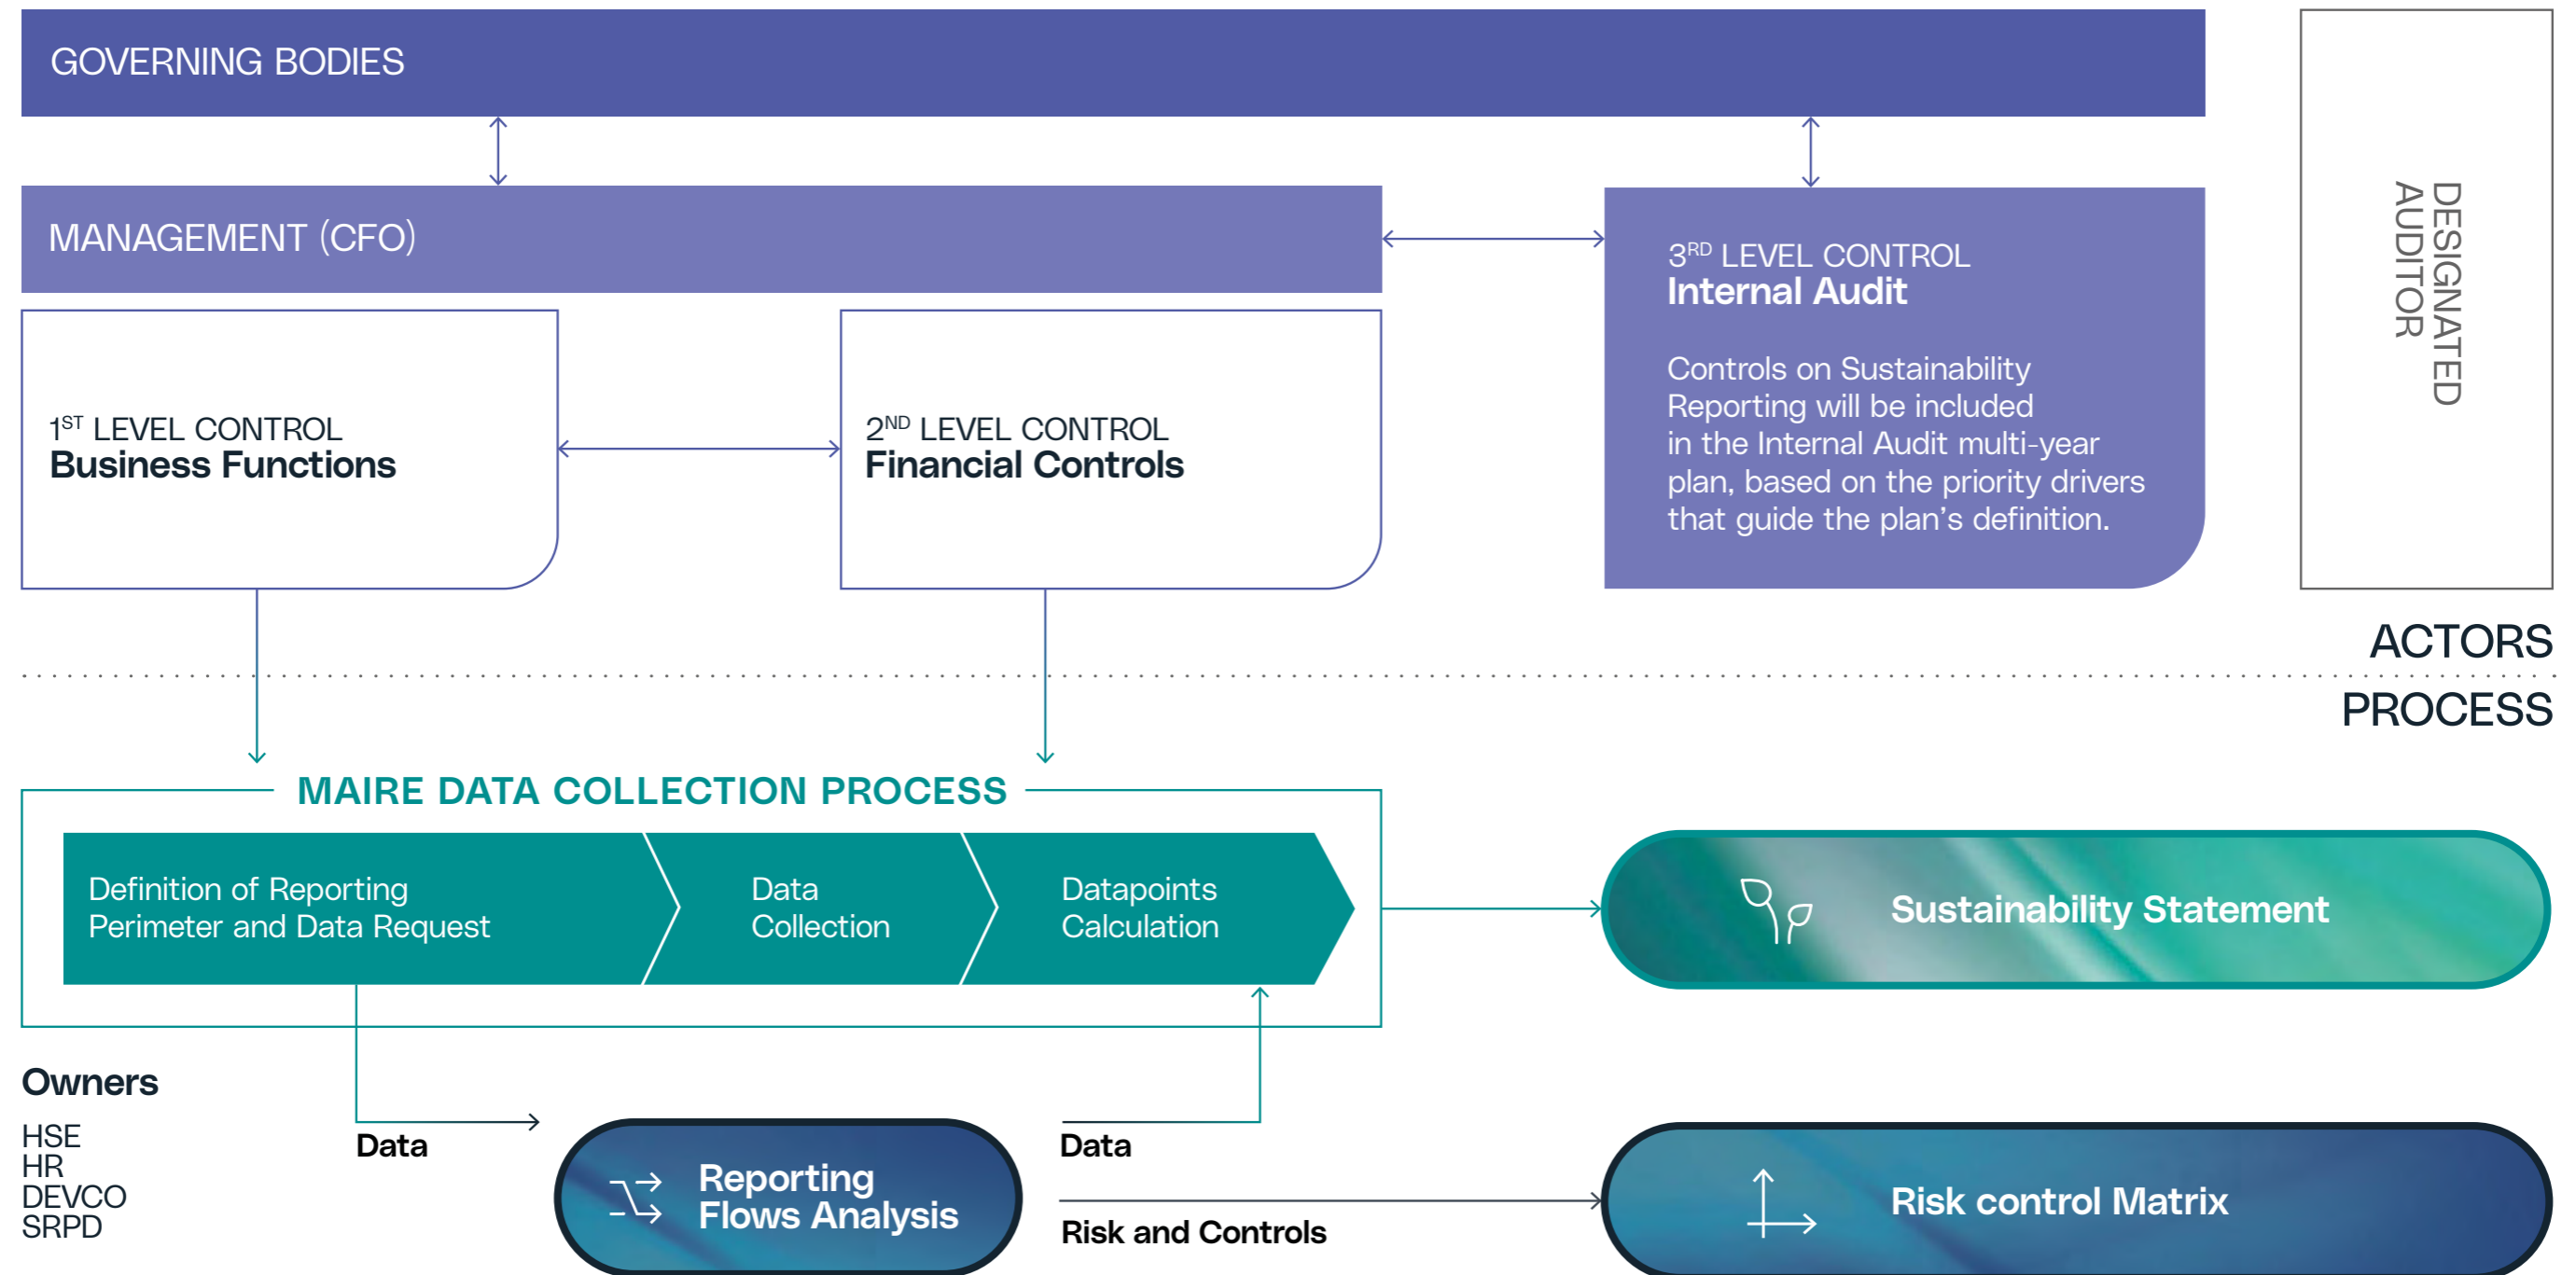 GOVERNING BODIES
MANAGEMENT (CFO)
1ST LEVEL CONTROL
Business Functions
2ND LEVEL CONTROL
Financial Controls
3RD LEVEL CONTROL
Internal Audit
Controls on Sustainability
Reporting will be included
in the Internal Audit multi-year
plan, based on the priority drivers
that guide the plan’s definition.
DESIGNATED
AUDITOR
ACTORS
PROCESS
MAIRE DATA COLLECTION PROCESS
Definition of Reporting
Perimeter and Data Request
Data
Collection
Datapoints
Calculation
Sustainability Statement
Owners
HSE
HR
DEVCO
SRPD
Data
Reporting
Flows Analysis
Data
Risk and Controls
Risk control Matrix